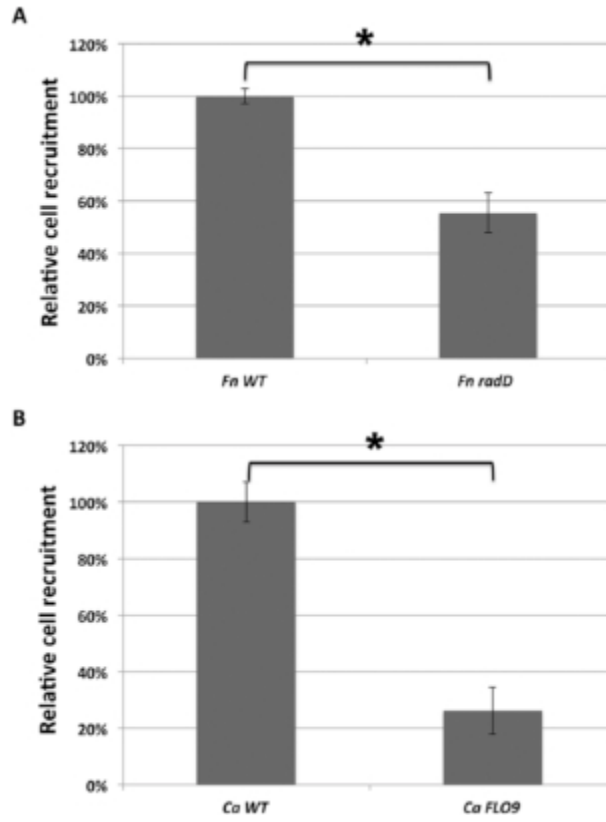 A
*
120%
100%
80%
60%
40%
20%
0%
Relative cell recruitment
Fn WT
Fn radD
B
*
120%
100%
80%
60%
40%
20%
0%
Relative cell recruitment
Ca WT
Ca FLO9